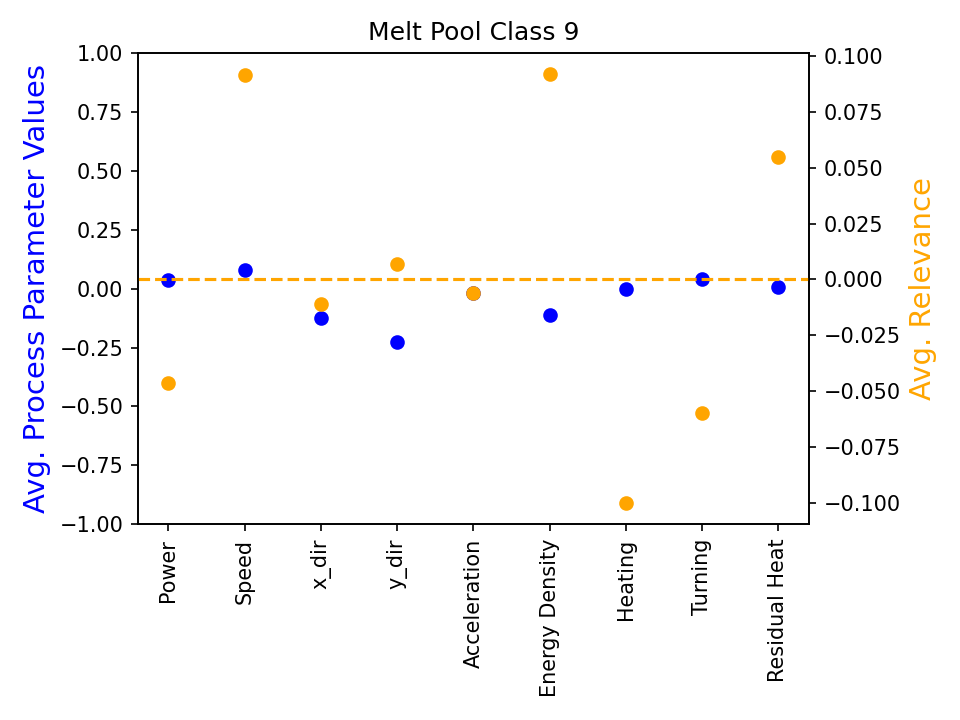 Melt Pool Class 9
Avg. Process Parameter Values
1.00
0.75
0.50
0.25
0.00
−0.25
−0.50
−0.75
−1.00
0.100
0.075
0.050
0.025
0.000
−0.025
−0.050
−0.075
−0.100
Avg. Relevance
Power
Speed
x_dir
y_dir
Acceleration
Energy Density
Heating
Turning
Residual Heat